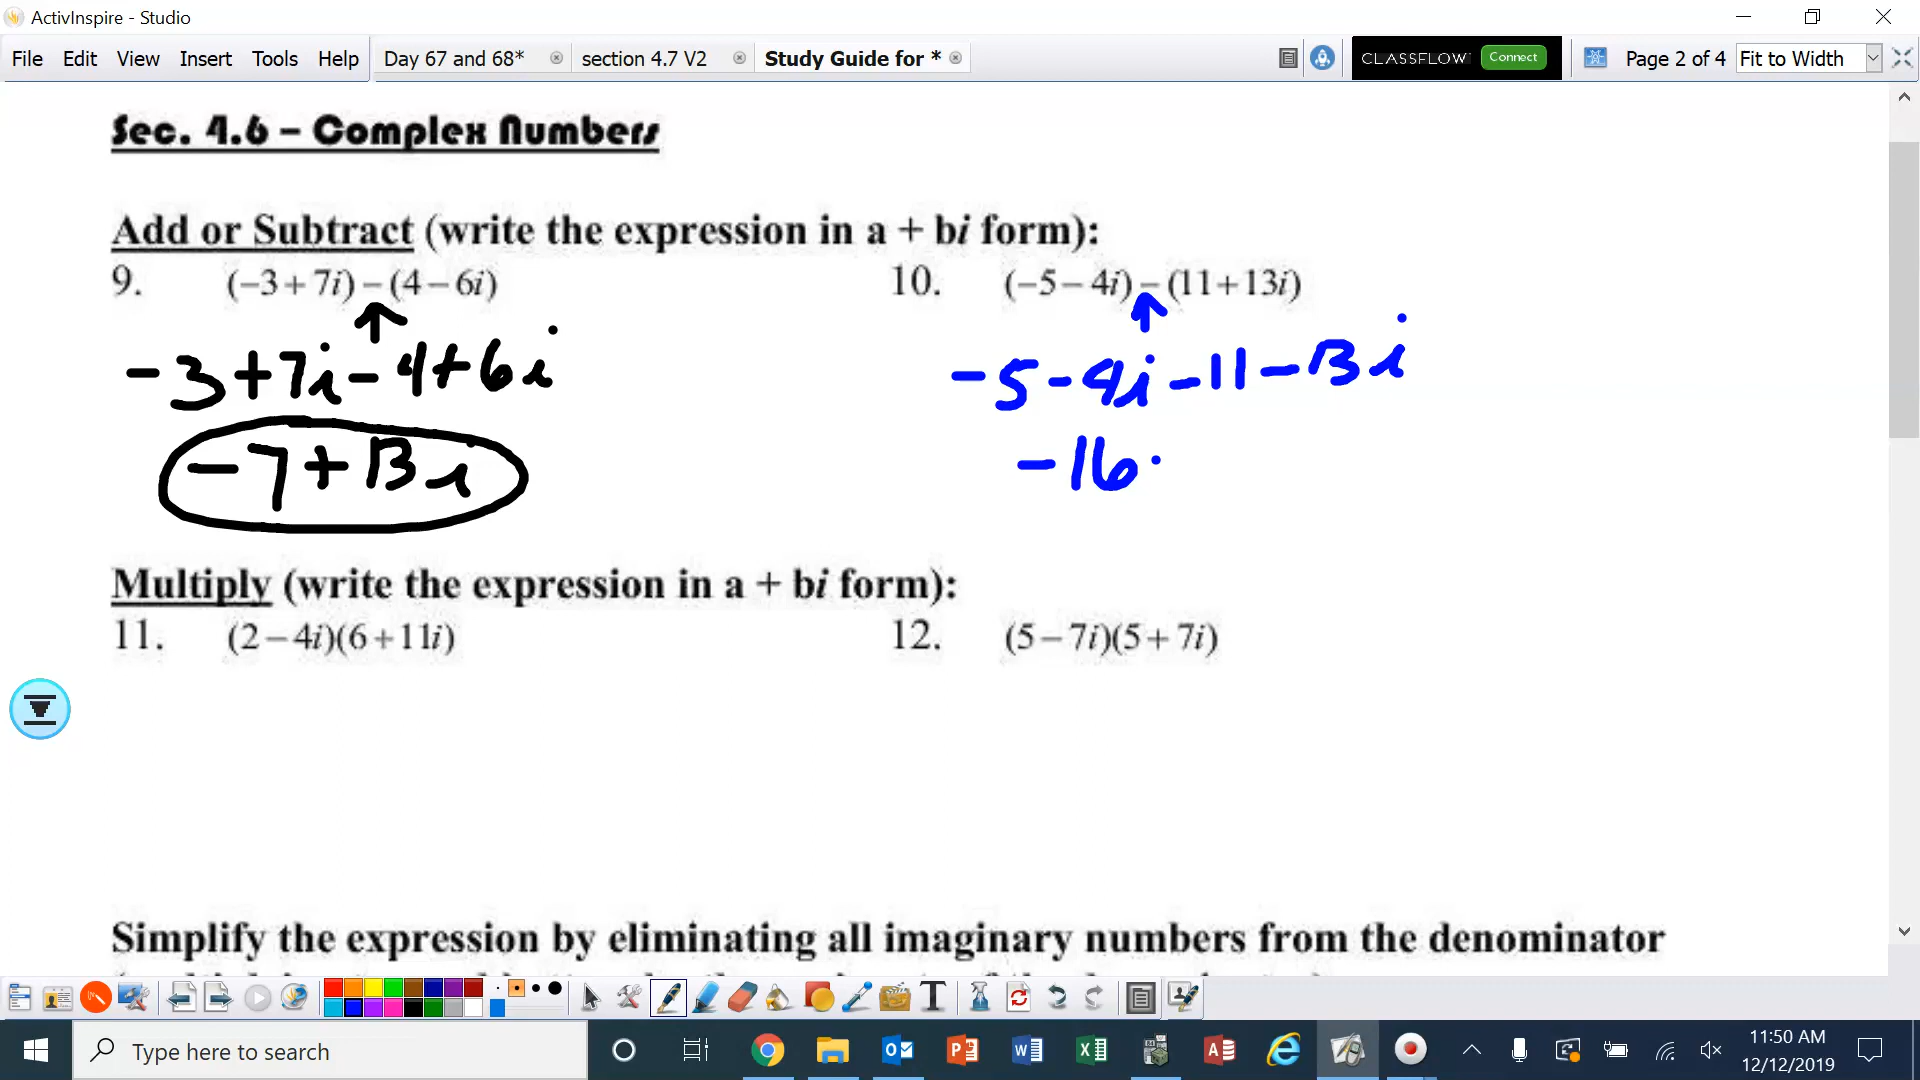 ActivInspire - Studio
File Edit View Insert Tools Help Day 67 and 68* section 4.7 V2 Study Guide for * CLASSFLOW Connect Page 2 of 4 Fit to Width
Sec. 4.6 – Complex Numbers
Add or Subtract (write the expression in a + bi form):
9. (−3+7i)−(4−6i) 10. (−5−4i)−(11+13i)
-3+7i-4+6i -5-4i-11-13i
-7+13i -16
Multiply (write the expression in a + bi form):
11. (2−4i)(6+11i) 12. (5−7i)(5+7i)
Simplify the expression by eliminating all imaginary numbers from the denominator
Type here to search
11:50 AM
12/12/2019